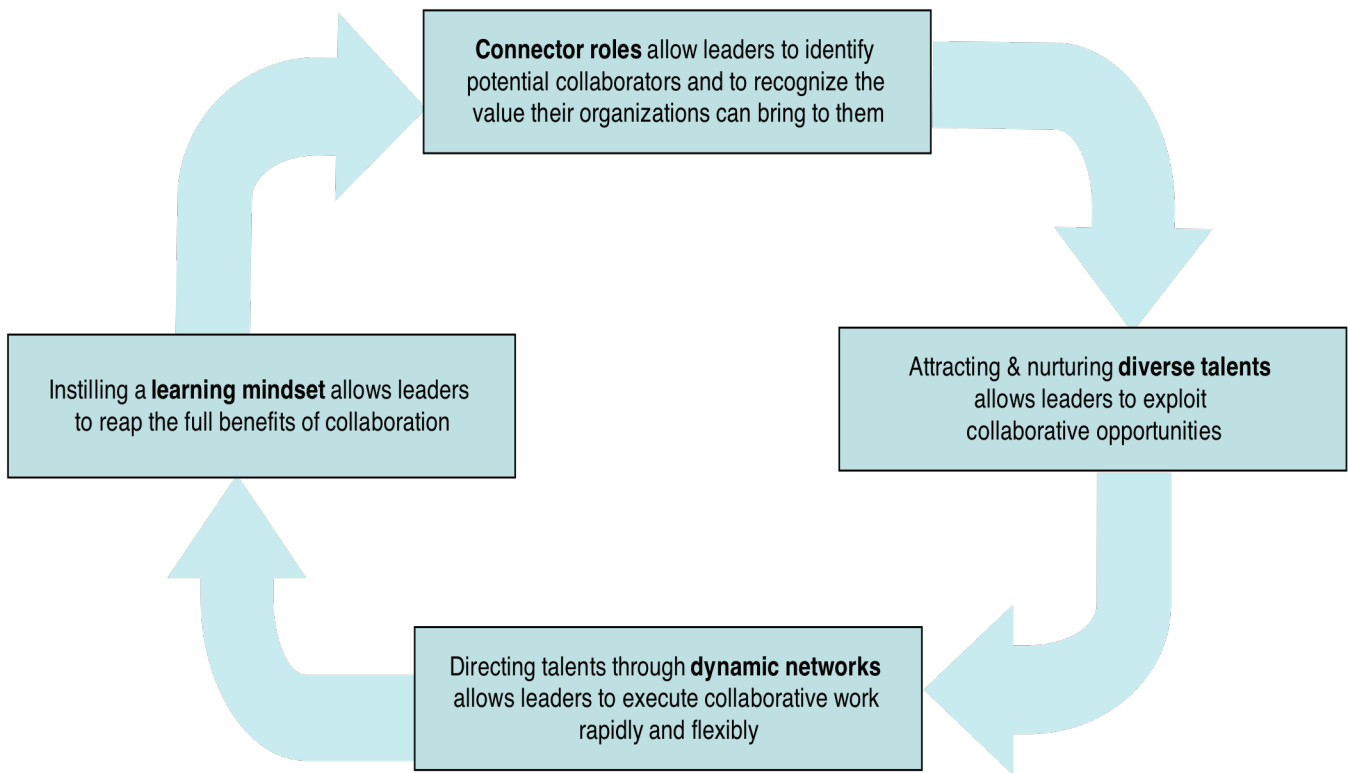 Connector roles allow leaders to identify
potential collaborators and to recognize the
value their organizations can bring to them
Attracting & nurturing diverse talents
allows leaders to exploit
collaborative opportunities
Directing talents through dynamic networks
allows leaders to execute collaborative work
rapidly and flexibly
Instilling a learning mindset allows leaders
to reap the full benefits of collaboration